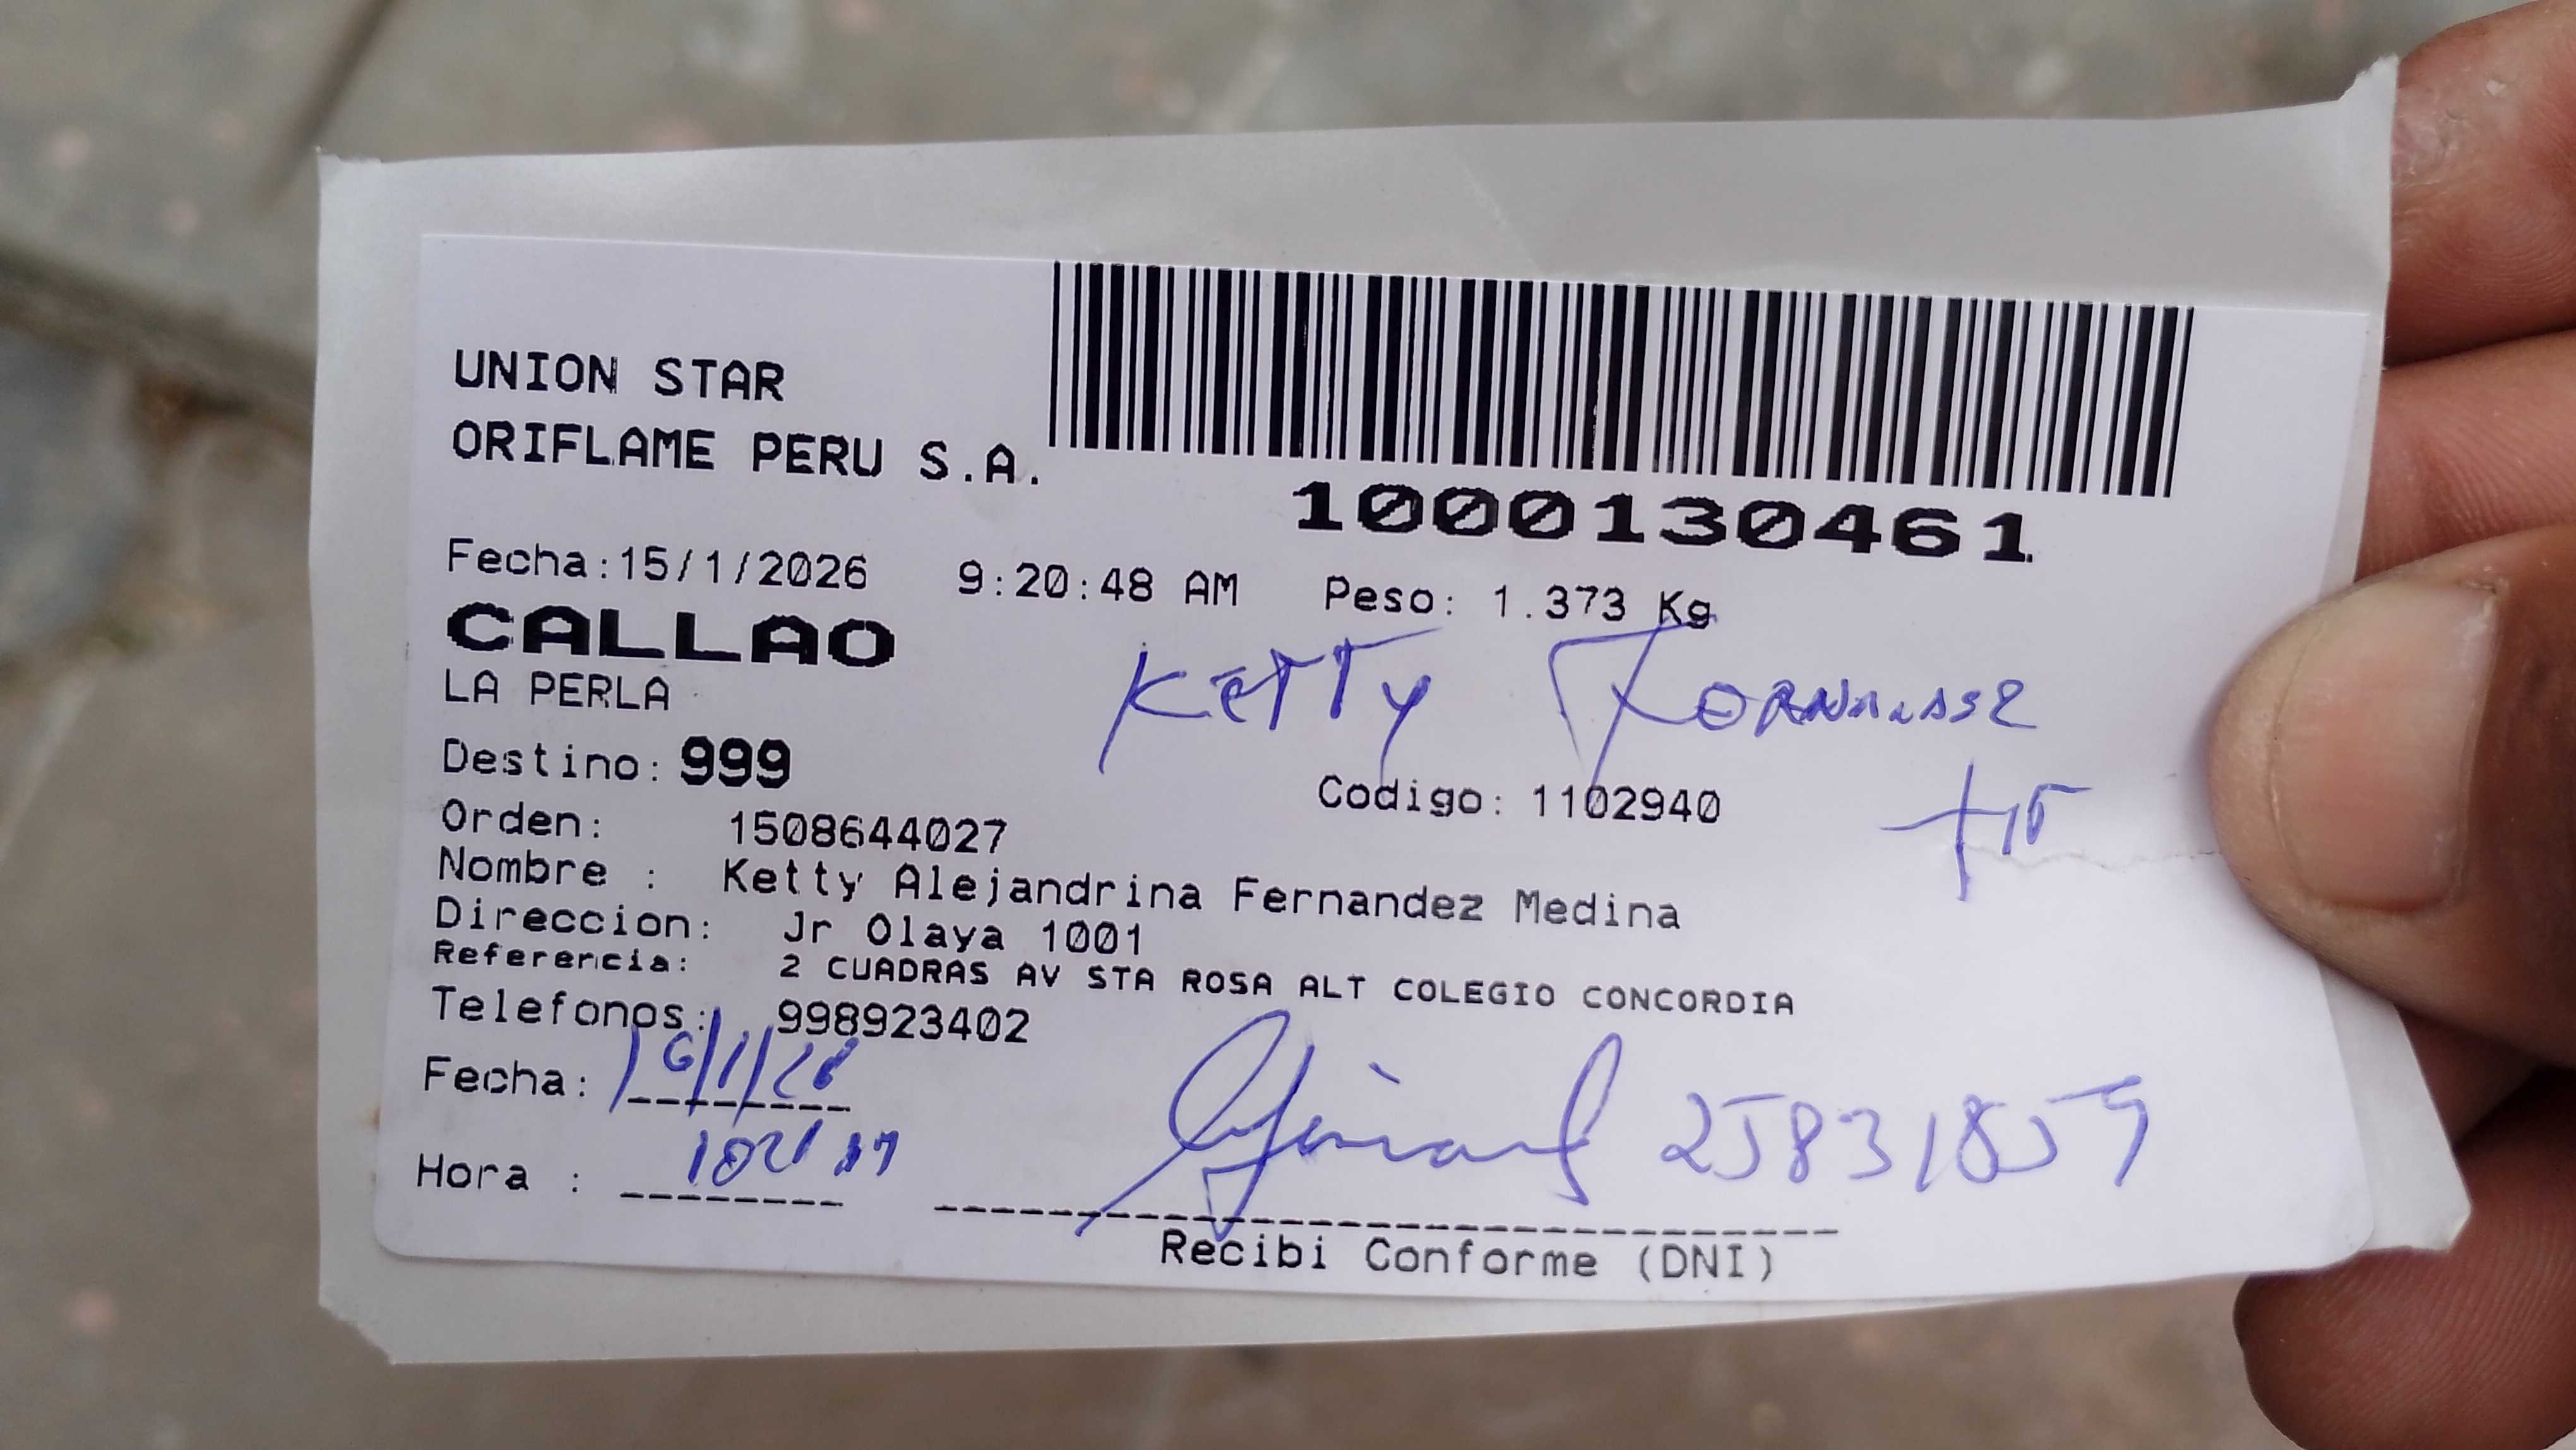 UNION STAR
ORIFLAME PERU S.A.
1000130461
Fecha:15/1/2026 9:20:48 AM Peso: 1.373 Kg
CALLAO
LA PERLA
Ketty
Destino: 999
Codigo: 1102940
Orden: 1508644027
Nombre : Ketty Alejandrina Fernandez Medina
Direccion: Jr Olaya 1001
Referencia: 2 CUADRAS AV STA ROSA ALT COLEGIO CONCORDIA
Telefonos: 998923402
Fecha: 16/1/26
25831859
Hora :
Recibi Conforme (DNI)